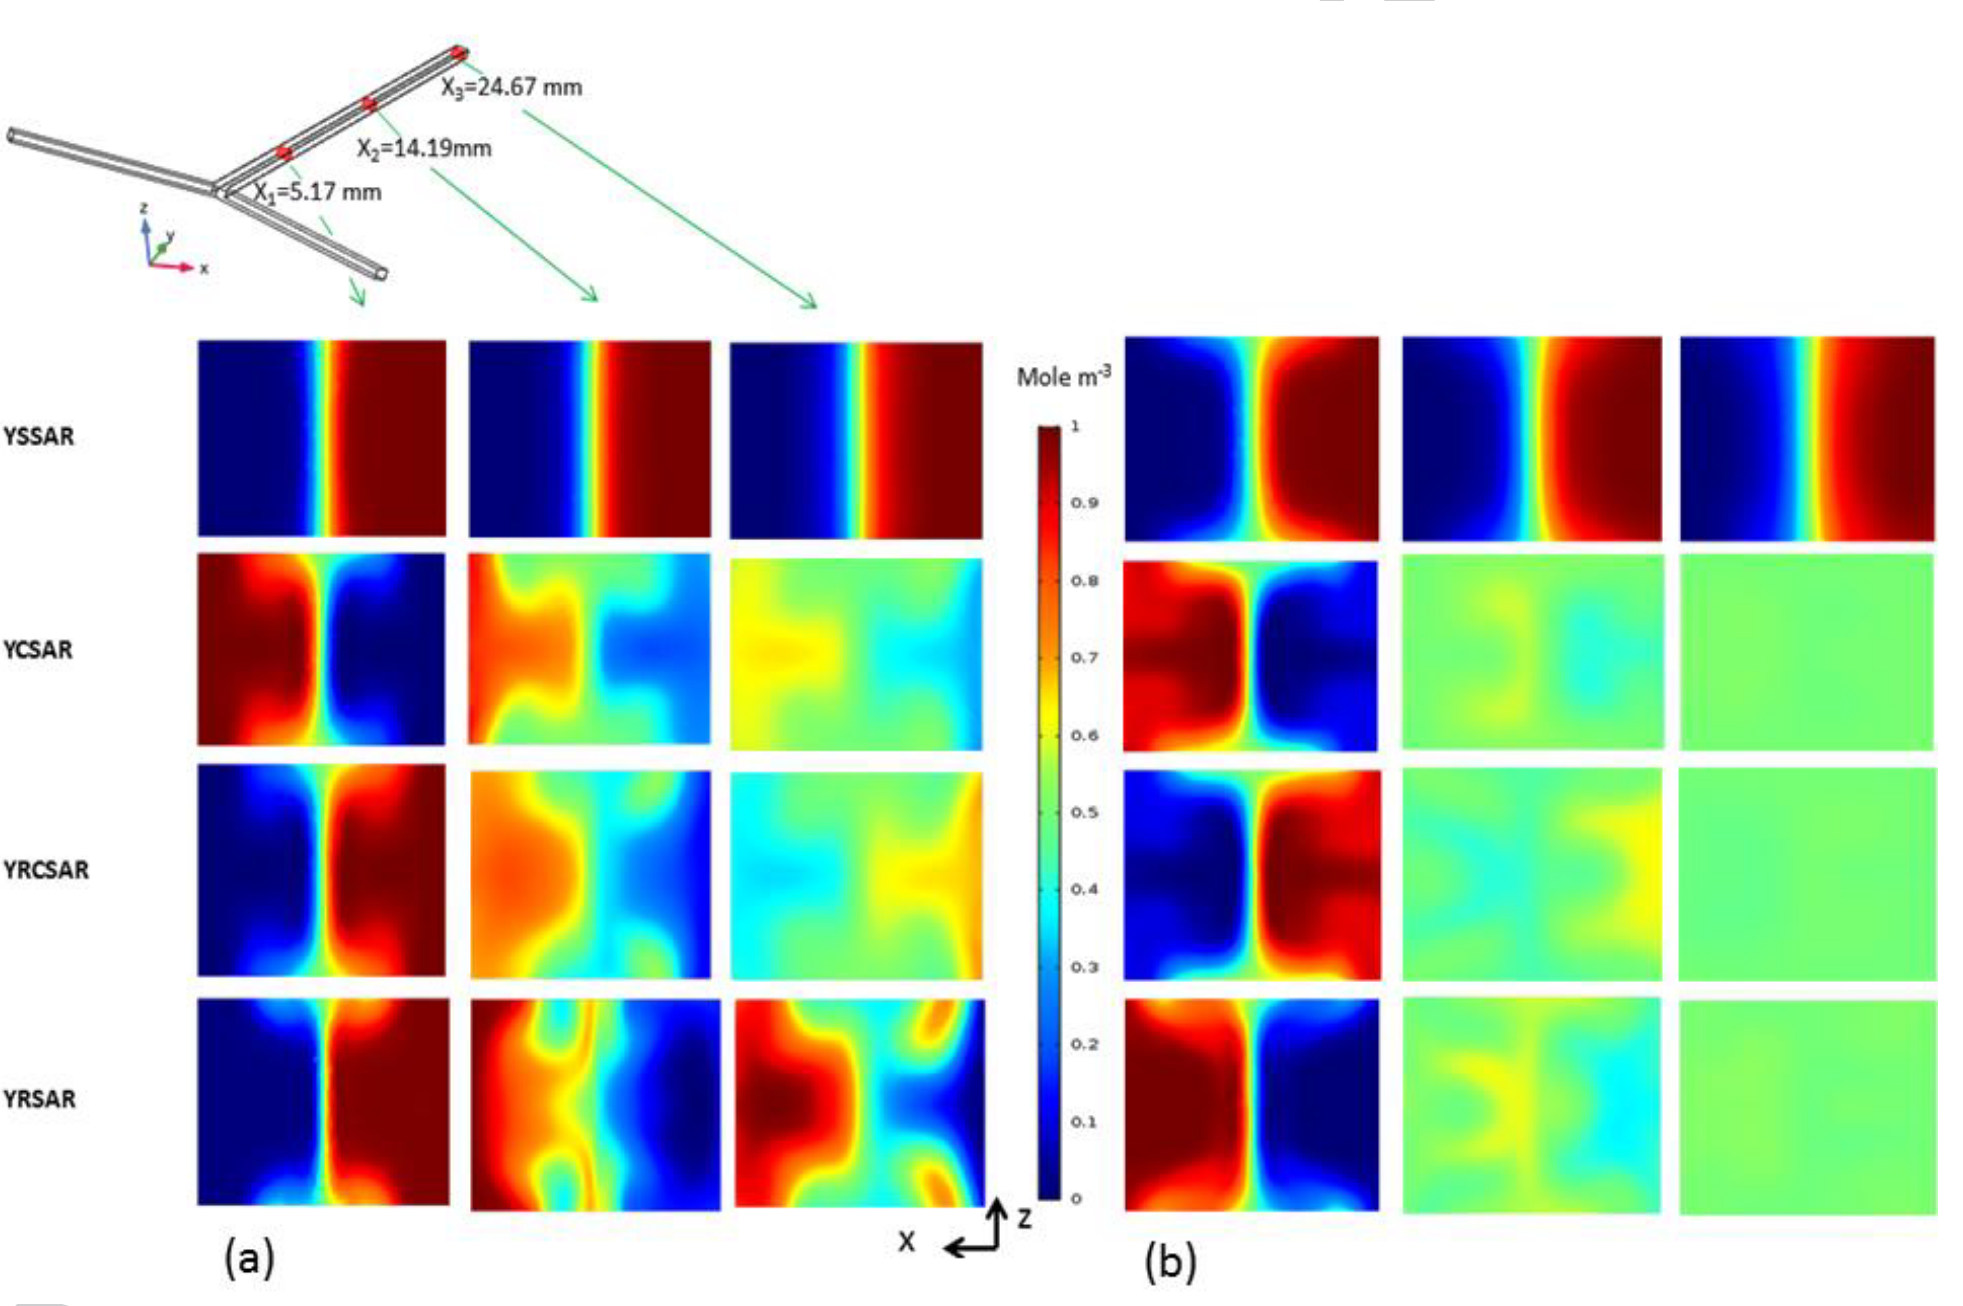 X₃=24.67 mm
X₂=14.19mm
X₁=5.17 mm
z
y
x
Mole m⁻³
1
0.9
0.8
0.7
0.6
0.5
0.4
0.3
0.2
0.1
0
YSSAR
YCSAR
YRCSAR
YRSAR
z
x
(a)
(b)